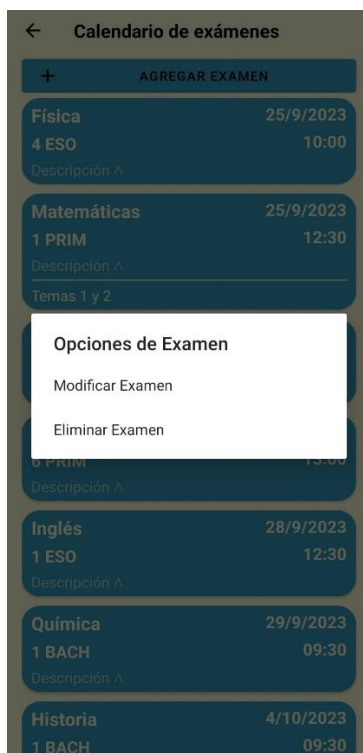 ← Calendario de exámenes
+ AGREGAR EXAMEN
Física 25/9/2023
4 ESO 10:00
Descripción ^
Matemáticas 25/9/2023
1 PRIM 12:30
Descripción ^
Temas 1 y 2
Opciones de Examen
Modificar Examen
Eliminar Examen
6 PRIM 13:00
Descripción ^
Inglés 28/9/2023
1 ESO 12:30
Descripción ^
Química 29/9/2023
1 BACH 09:30
Descripción ^
Historia 4/10/2023
1 BACH 09:30